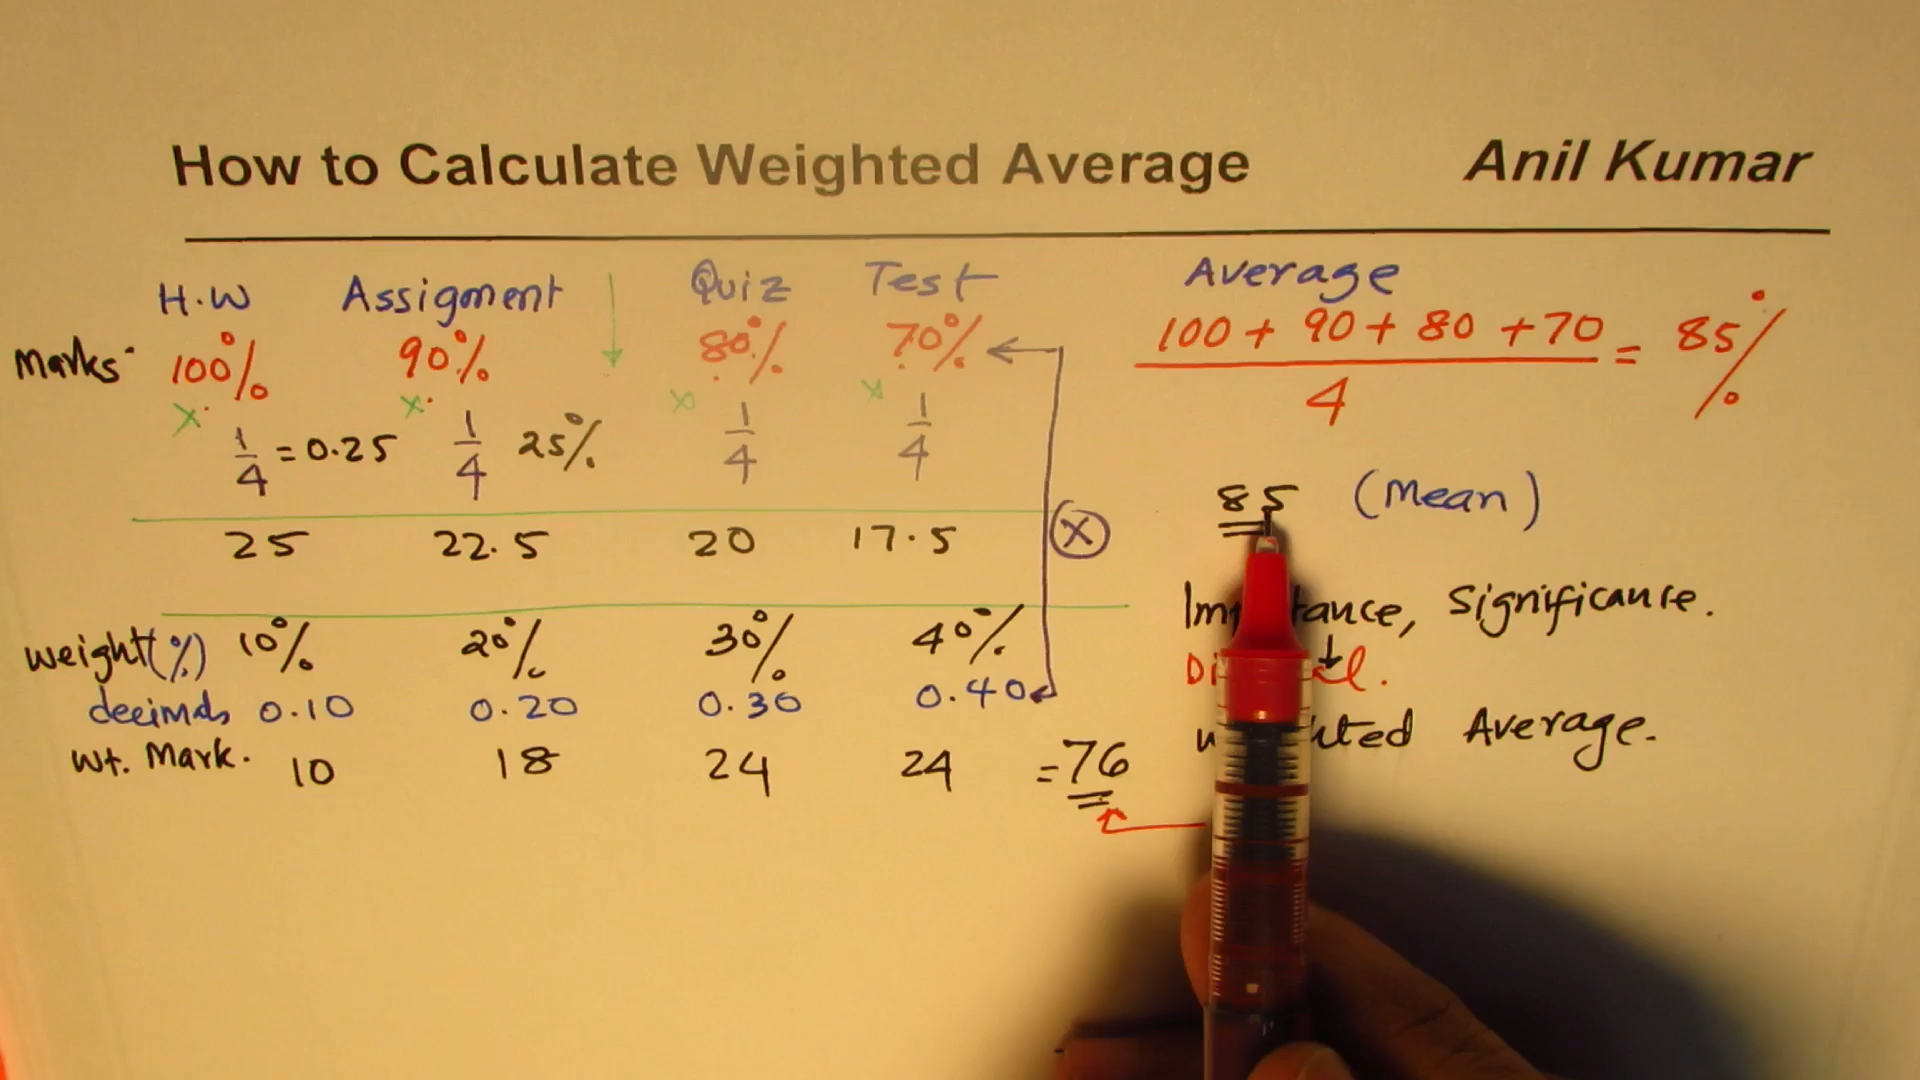 How to Calculate Weighted Average Anil Kumar
H.W Assigment Quiz Test
Marks 100% 90% 80% 70%
x x x x
1/4 = 0.25 1/4 25% 1/4 1/4
25 22.5 20 17.5 X
weight(%) 10% 20% 30% 40%
decimals 0.10 0.20 0.30 0.40
Wt. Mark. 10 18 24 24 = 76
Average
100 + 90 + 80 + 70 = 85%
4
85 (Mean)
Significance.
Average.